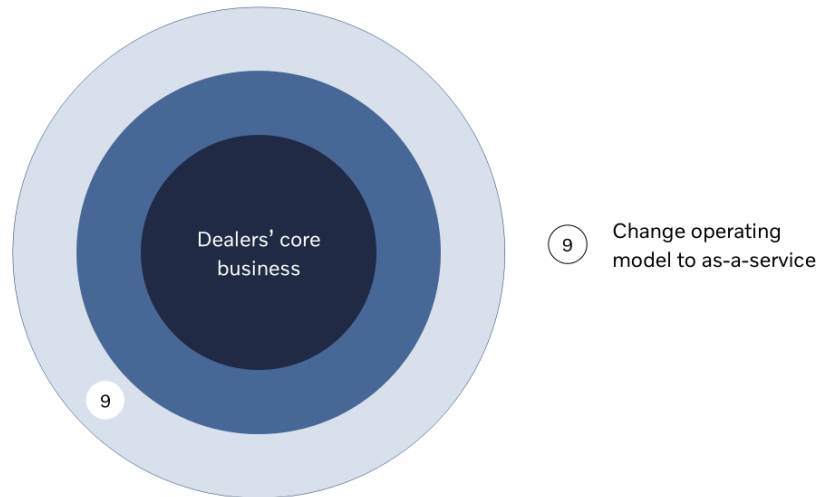 Dealers’ core
business
9
9
Change operating
model to as-a-service